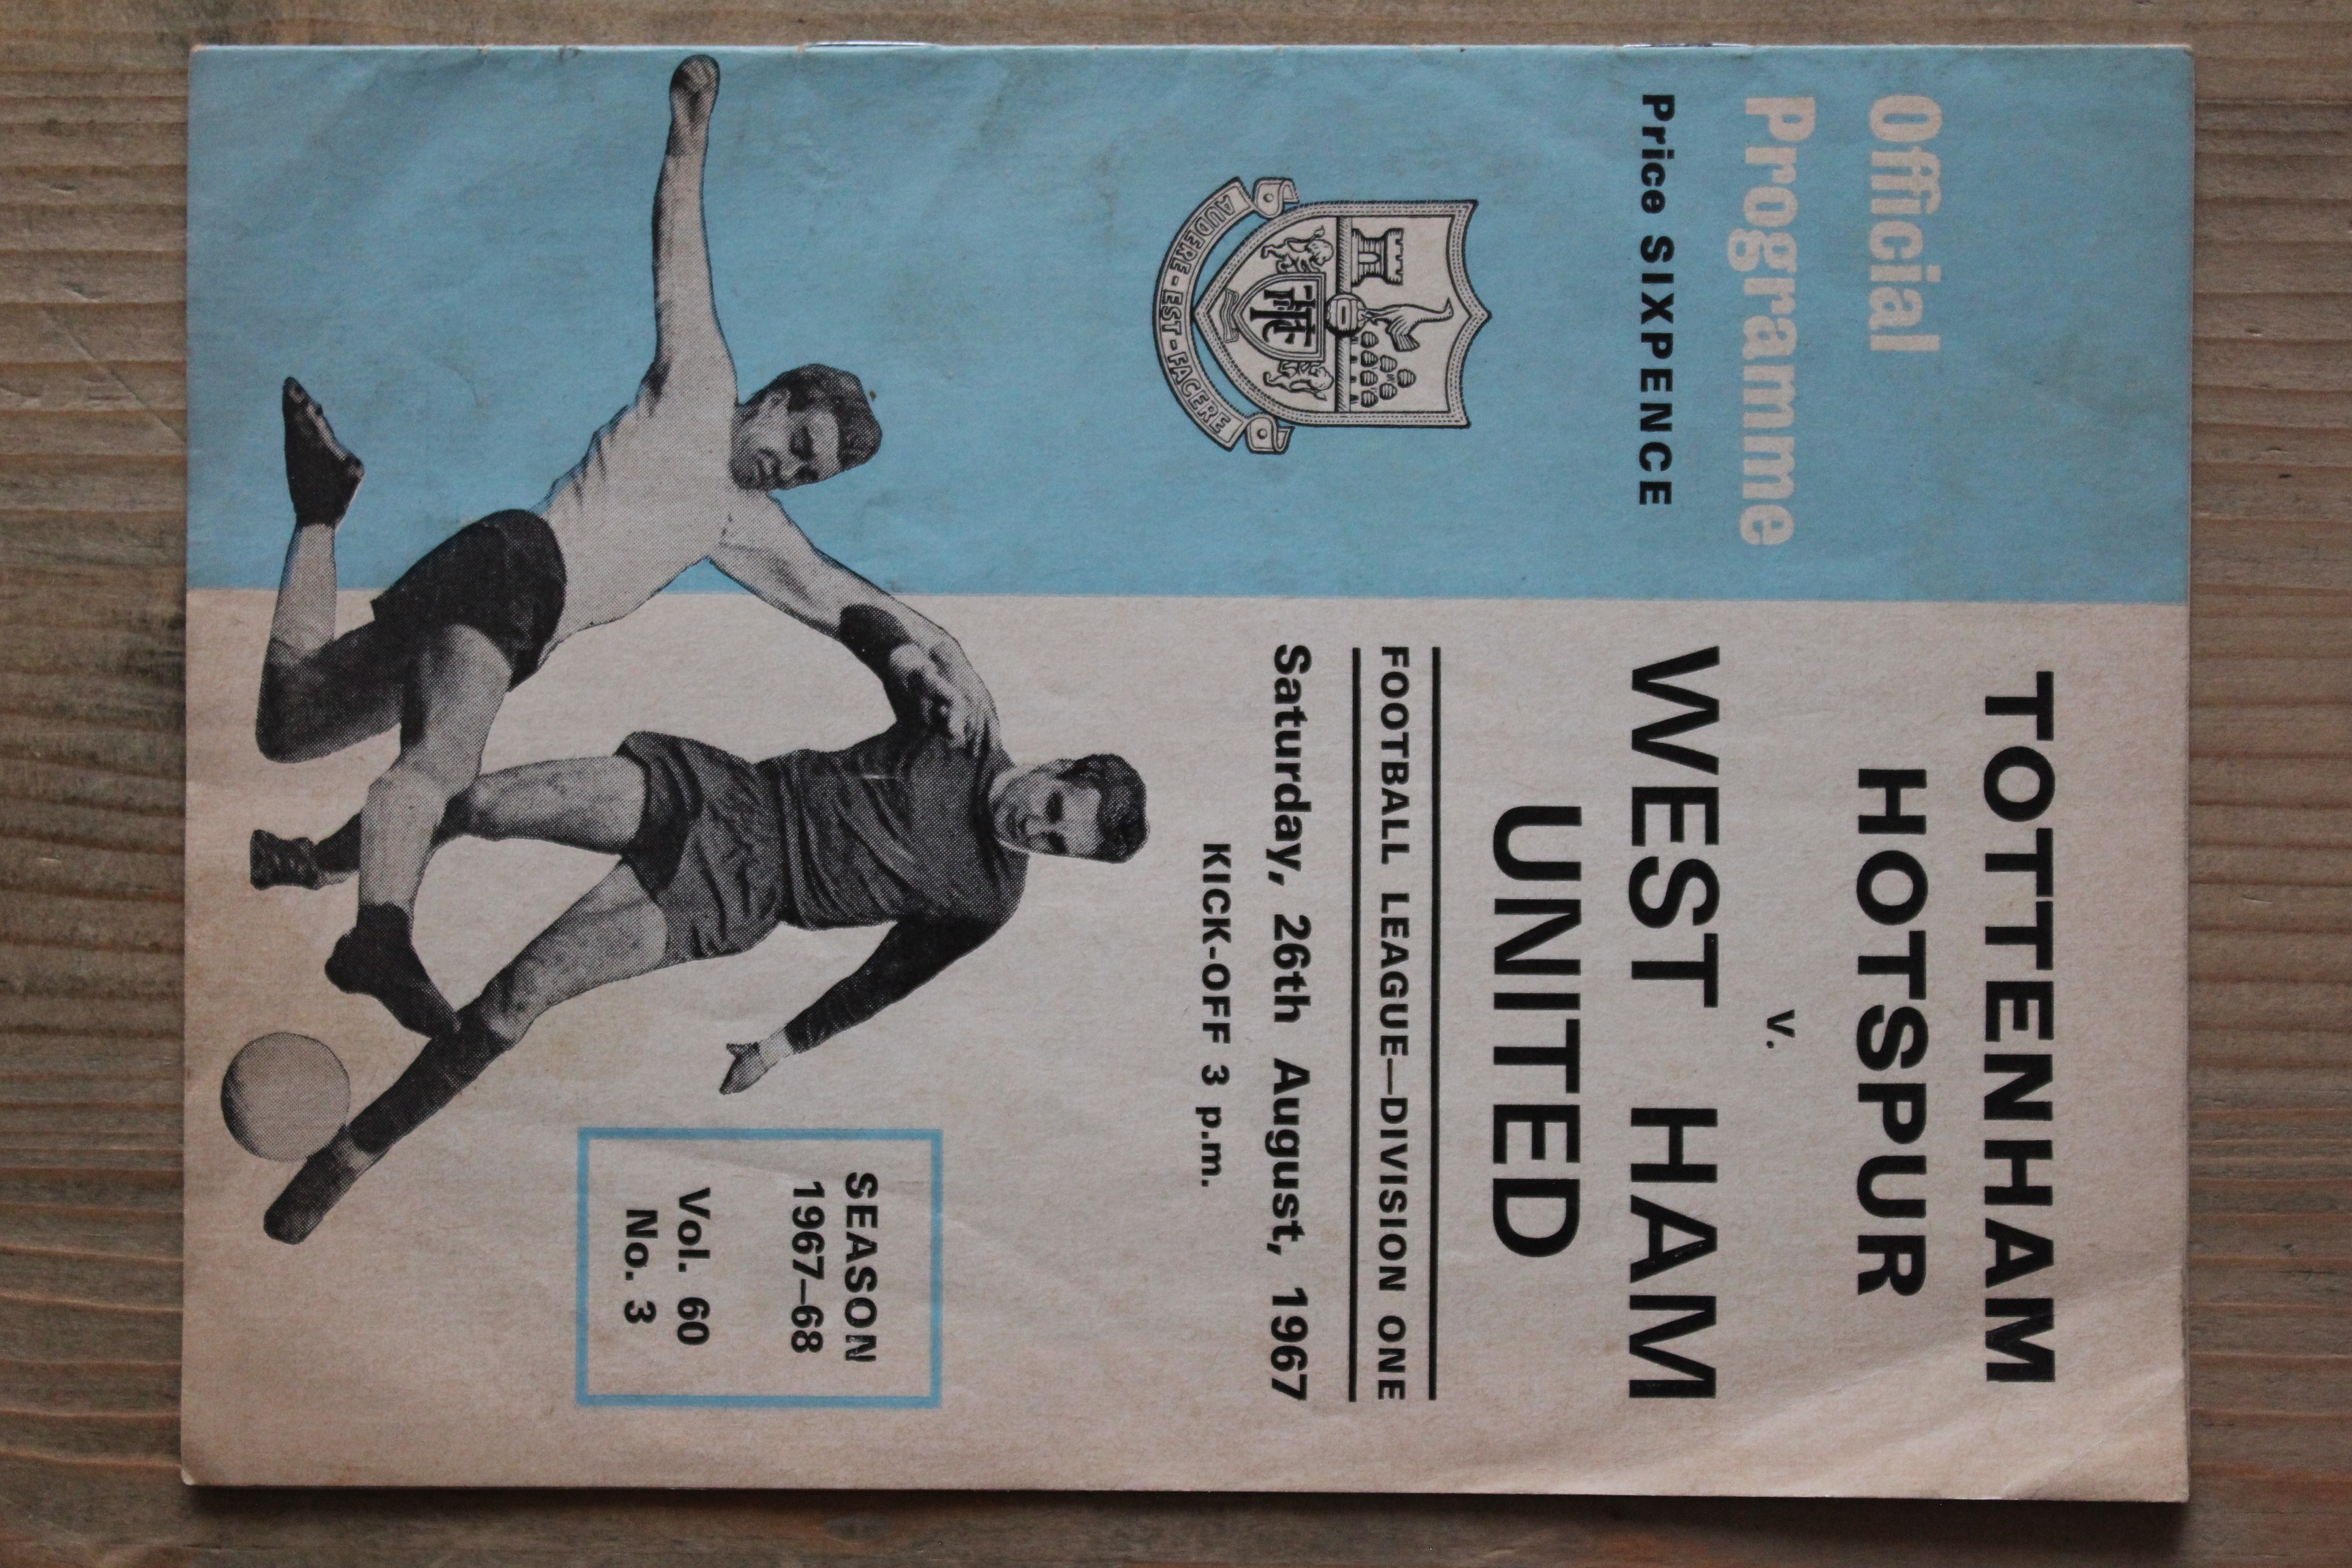 Official
Programme
Price SIXPENCE
AUDERE - EST - FACERE
TOTTENHAM
HOTSPUR
v.
WEST HAM
UNITED
FOOTBALL LEAGUE—DIVISION ONE
Saturday, 26th August, 1967
KICK-OFF 3 p.m.
SEASON
1967–68
Vol. 60
No. 3